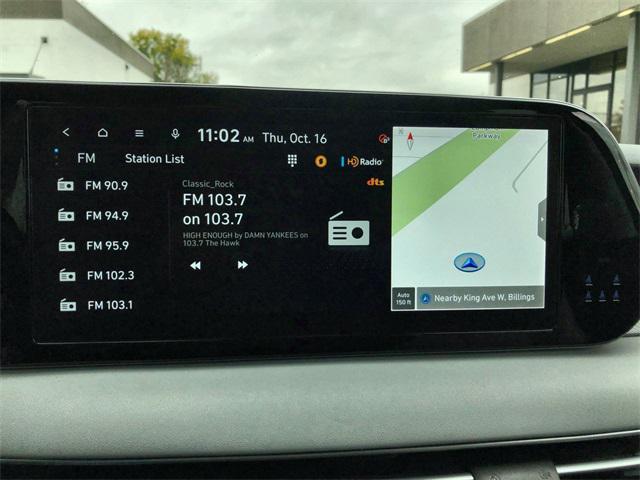 11:02 AM Thu, Oct. 16
FM Station List
HD Radio
dts
FM 90.9
FM 94.9
FM 95.9
FM 102.3
FM 103.1
Classic_Rock
FM 103.7
on 103.7
HIGH ENOUGH by DAMN YANKEES on
103.7 The Hawk
Parkway
Auto
150 ft
Nearby King Ave W, Billings